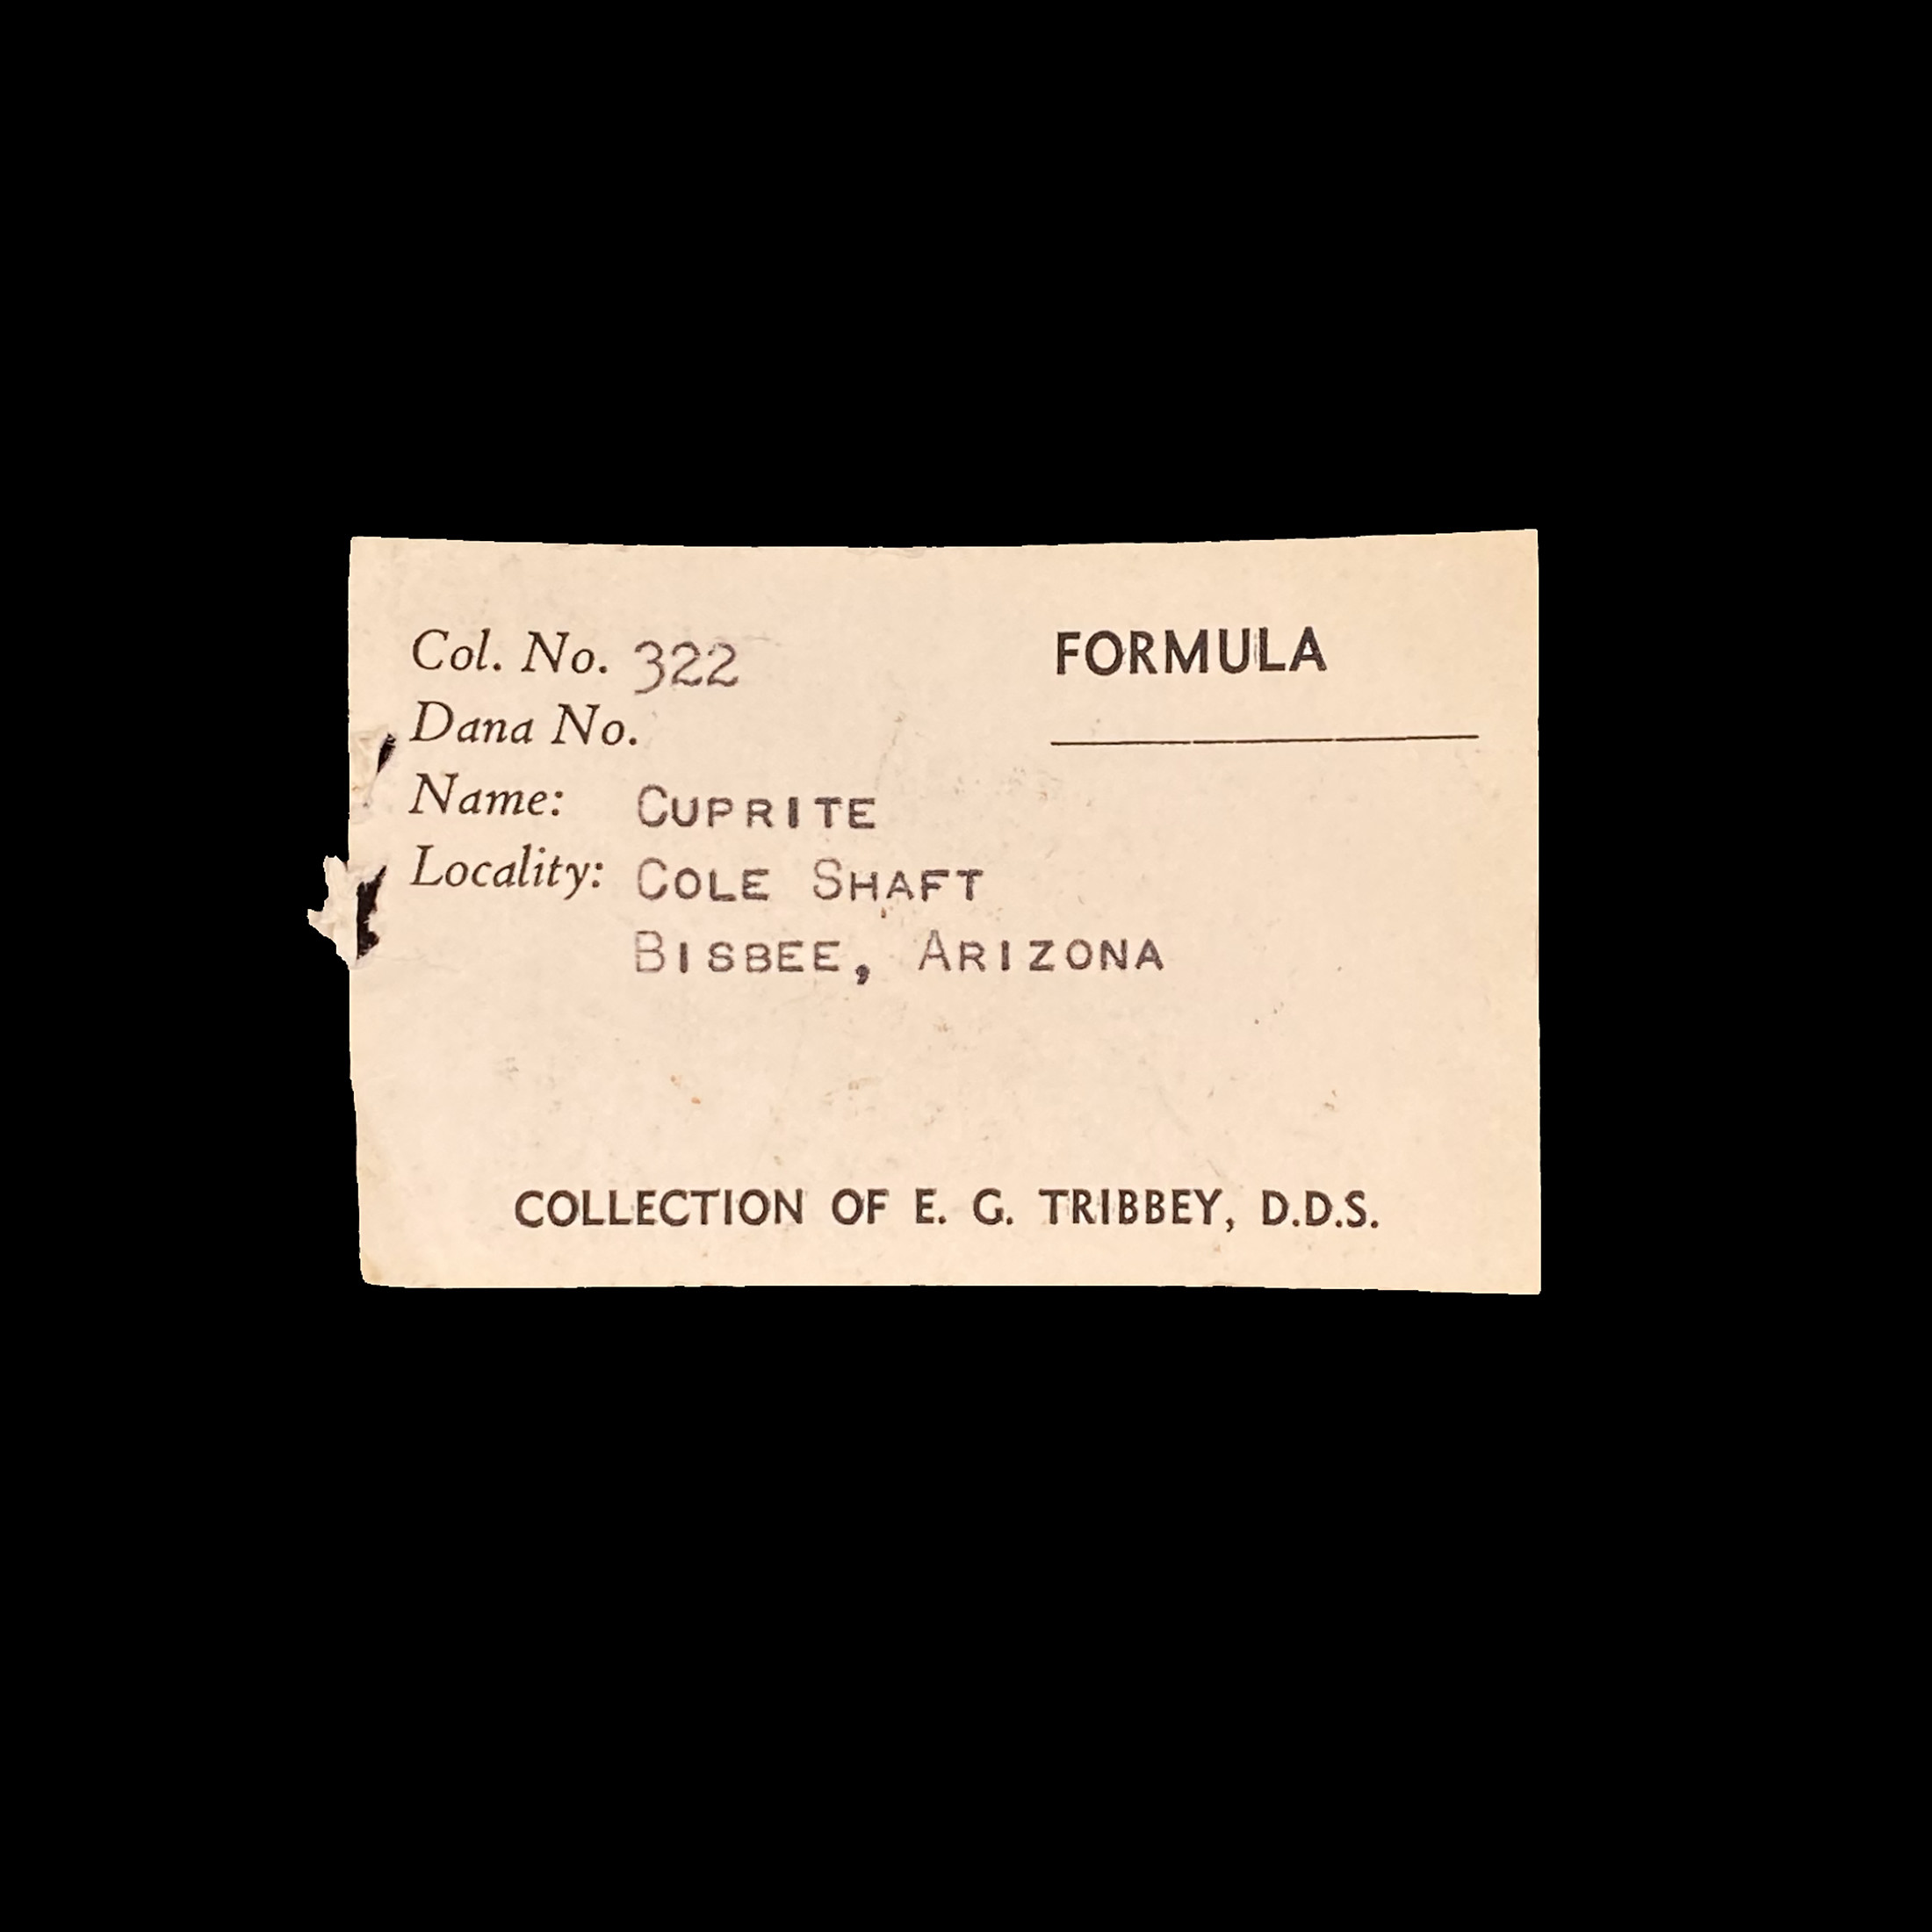 Col. No. 322
FORMULA
Dana No.
Name: CUPRITE
Locality: COLE SHAFT
BISBEE, ARIZONA
COLLECTION OF E. G. TRIBBEY, D.D.S.